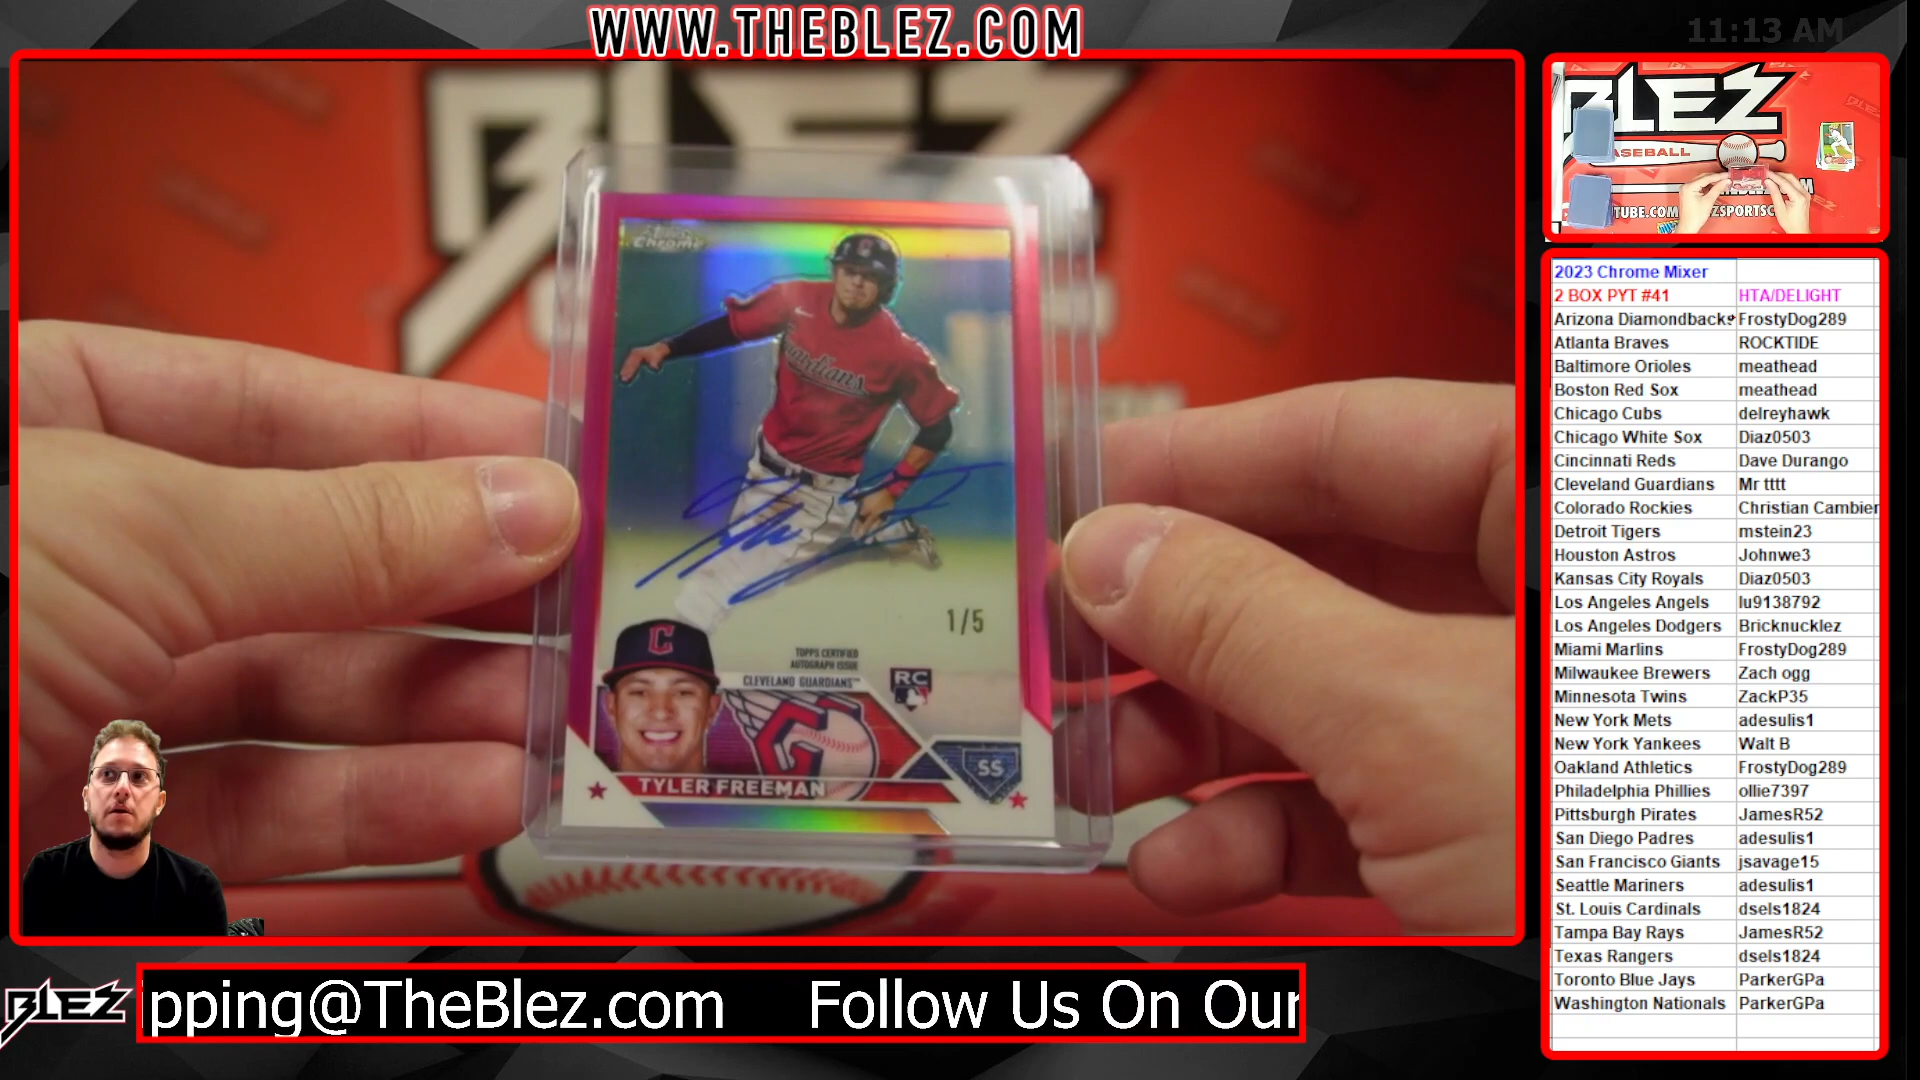 WWW.THEBLEZ.COM
11:13 AM
BLEZ
Topps
Chrome
Guardians
1/5
TOPPS CERTIFIED
AUTOGRAPH ISSUE
CLEVELAND GUARDIANS™
RC
SS
TYLER FREEMAN
BLEZ
BASEBALL
TUBE.COM
ZSPORTSC
2023 Chrome Mixer
2 BOX PYT #41 HTA/DELIGHT
Arizona Diamondbacks FrostyDog289
Atlanta Braves ROCKTIDE
Baltimore Orioles meathead
Boston Red Sox meathead
Chicago Cubs delreyhawk
Chicago White Sox Diaz0503
Cincinnati Reds Dave Durango
Cleveland Guardians Mr tttt
Colorado Rockies Christian Cambier
Detroit Tigers mstein23
Houston Astros Johnwe3
Kansas City Royals Diaz0503
Los Angeles Angels lu9138792
Los Angeles Dodgers Bricknucklez
Miami Marlins FrostyDog289
Milwaukee Brewers Zach ogg
Minnesota Twins ZackP35
New York Mets adesulis1
New York Yankees Walt B
Oakland Athletics FrostyDog289
Philadelphia Phillies ollie7397
Pittsburgh Pirates JamesR52
San Diego Padres adesulis1
San Francisco Giants jsavage15
Seattle Mariners adesulis1
St. Louis Cardinals dsels1824
Tampa Bay Rays JamesR52
Texas Rangers dsels1824
Toronto Blue Jays ParkerGPa
Washington Nationals ParkerGPa
BLEZ
ipping@TheBlez.com Follow Us On Our